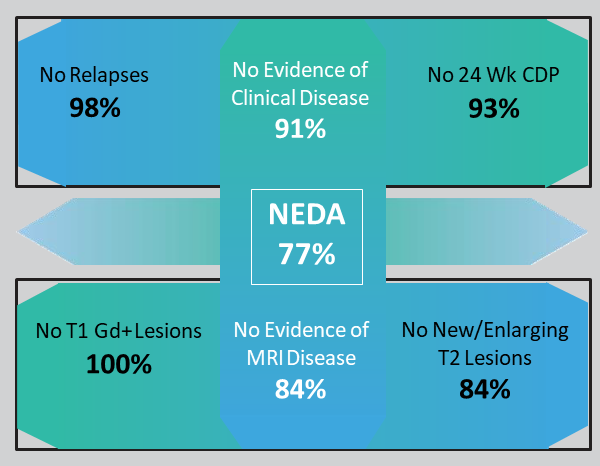 No Relapses
98%
No Evidence of
Clinical Disease
91%
No 24 Wk CDP
93%
NEDA
77%
No T1 Gd+ Lesions
100%
No Evidence of
MRI Disease
84%
No New/Enlarging
T2 Lesions
84%